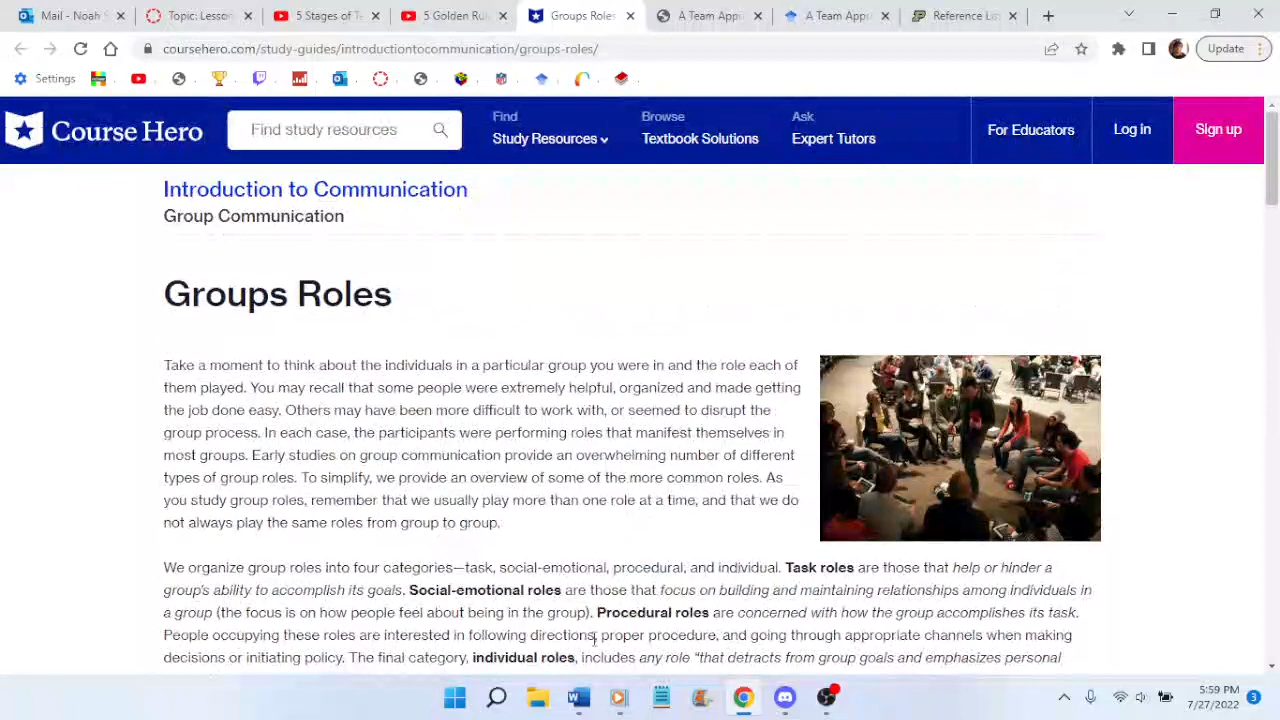 Mail - Noah S
Topic: Lesson
5 Stages of Te
5 Golden Rul
Groups Roles
A Team Appr
A Team Appr
Reference Lis
coursehero.com/study-guides/introductiontocommunication/groups-roles/
Update
Settings
Course Hero
Find study resources
Find
Study Resources
Browse
Textbook Solutions
Ask
Expert Tutors
For Educators
Log in
Sign up
Introduction to Communication
Group Communication
Groups Roles
Take a moment to think about the individuals in a particular group you were in and the role each of
them played. You may recall that some people were extremely helpful, organized and made getting
the job done easy. Others may have been more difficult to work with, or seemed to disrupt the
group process. In each case, the participants were performing roles that manifest themselves in
most groups. Early studies on group communication provide an overwhelming number of different
types of group roles. To simplify, we provide an overview of some of the more common roles. As
you study group roles, remember that we usually play more than one role at a time, and that we do
not always play the same roles from group to group.
We organize group roles into four categories—task, social-emotional, procedural, and individual. Task roles are those that help or hinder a
group's ability to accomplish its goals. Social-emotional roles are those that focus on building and maintaining relationships among individuals in
a group (the focus is on how people feel about being in the group). Procedural roles are concerned with how the group accomplishes its task.
People occupying these roles are interested in following directions, proper procedure, and going through appropriate channels when making
decisions or initiating policy. The final category, individual roles, includes any role "that detracts from group goals and emphasizes personal
5:59 PM
7/27/2022
3